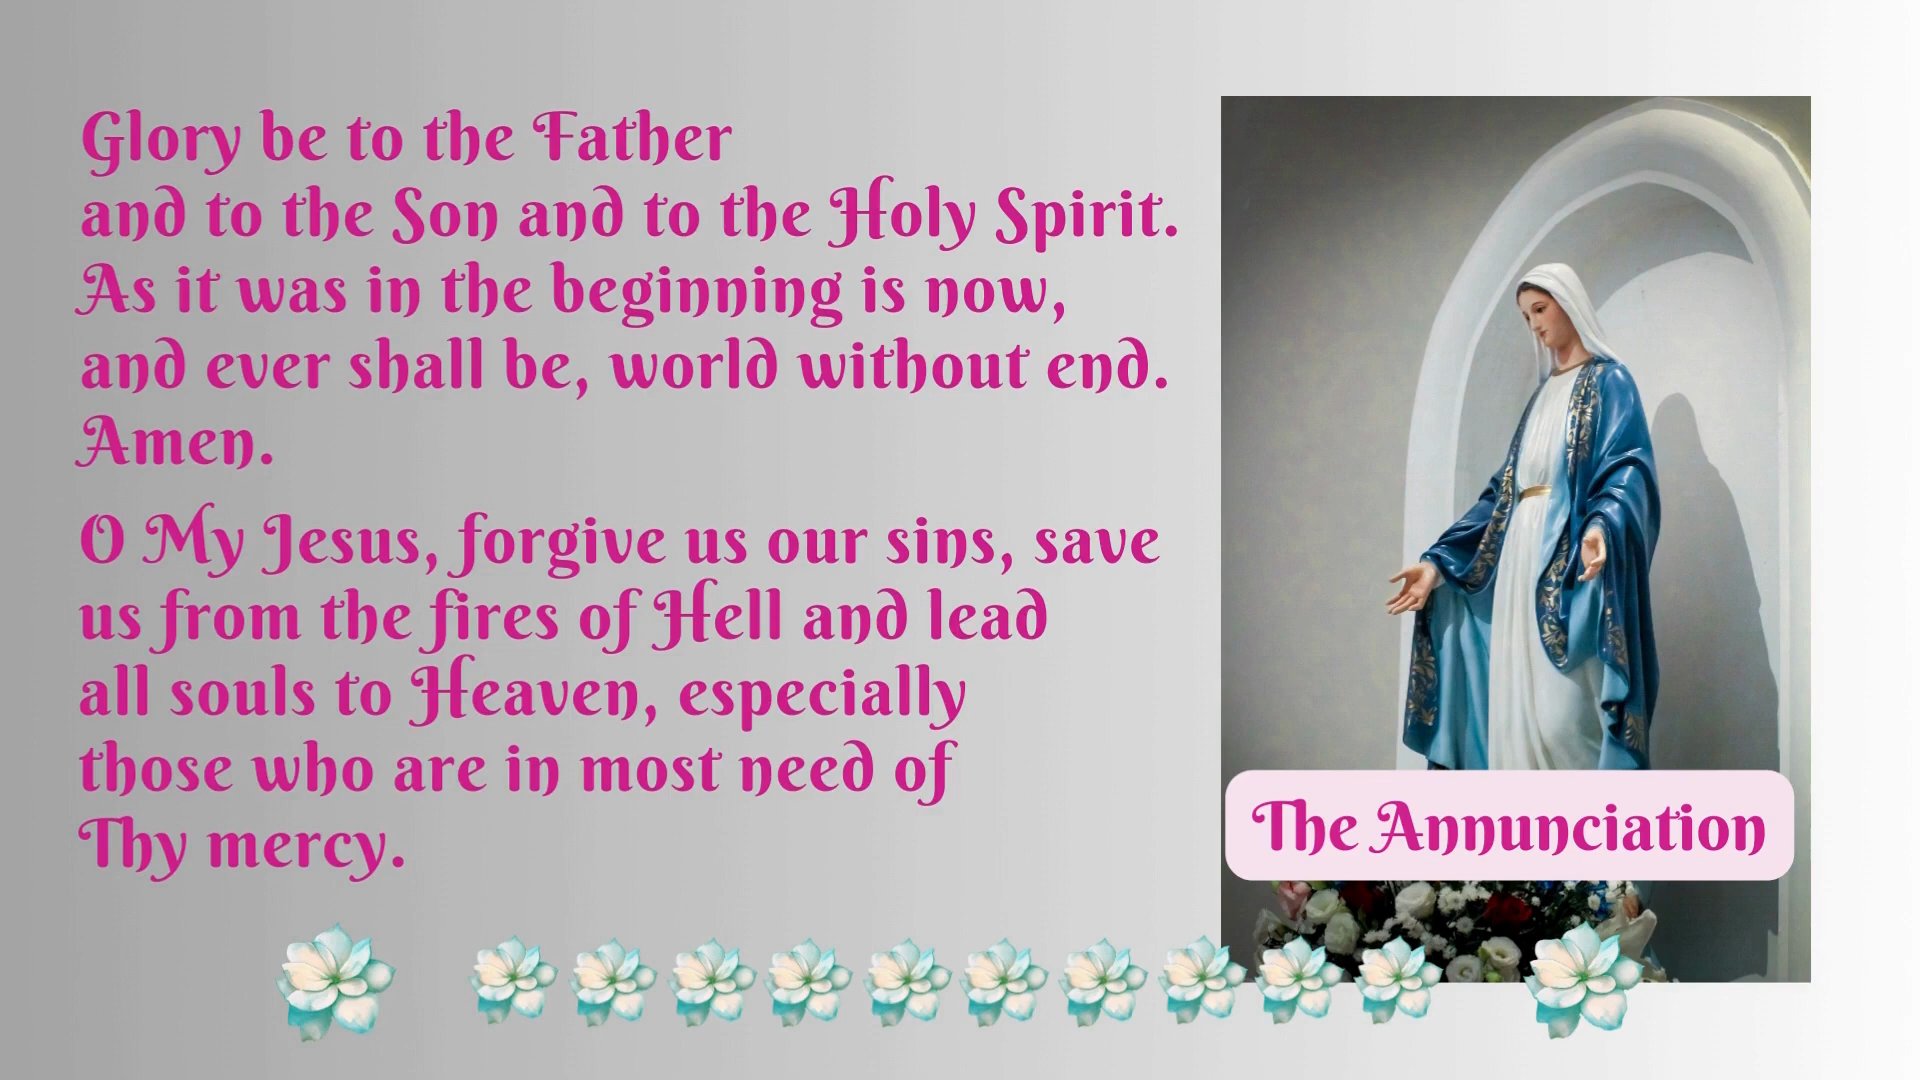 Glory be to the Father
and to the Son and to the Holy Spirit.
As it was in the beginning is now,
and ever shall be, world without end.
Amen.
O My Jesus, forgive us our sins, save
us from the fires of Hell and lead
all souls to Heaven, especially
those who are in most need of
Thy mercy.
The Annunciation